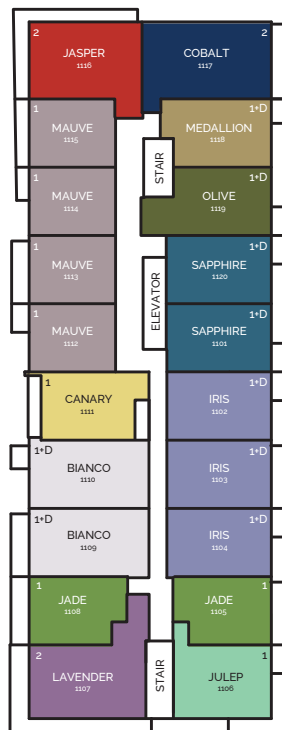 2
JASPER
1116
2
COBALT
1117
1
MAUVE
1115
1+D
MEDALLION
1118
STAIR
1
MAUVE
1114
1+D
OLIVE
1119
1
MAUVE
1113
1+D
SAPPHIRE
1120
ELEVATOR
1
MAUVE
1112
1+D
SAPPHIRE
1101
1
CANARY
1111
1+D
IRIS
1102
1+D
BIANCO
1110
1+D
IRIS
1103
1+D
BIANCO
1109
1+D
IRIS
1104
1
JADE
1108
1
JADE
1105
2
LAVENDER
1107
STAIR
1
JULEP
1106